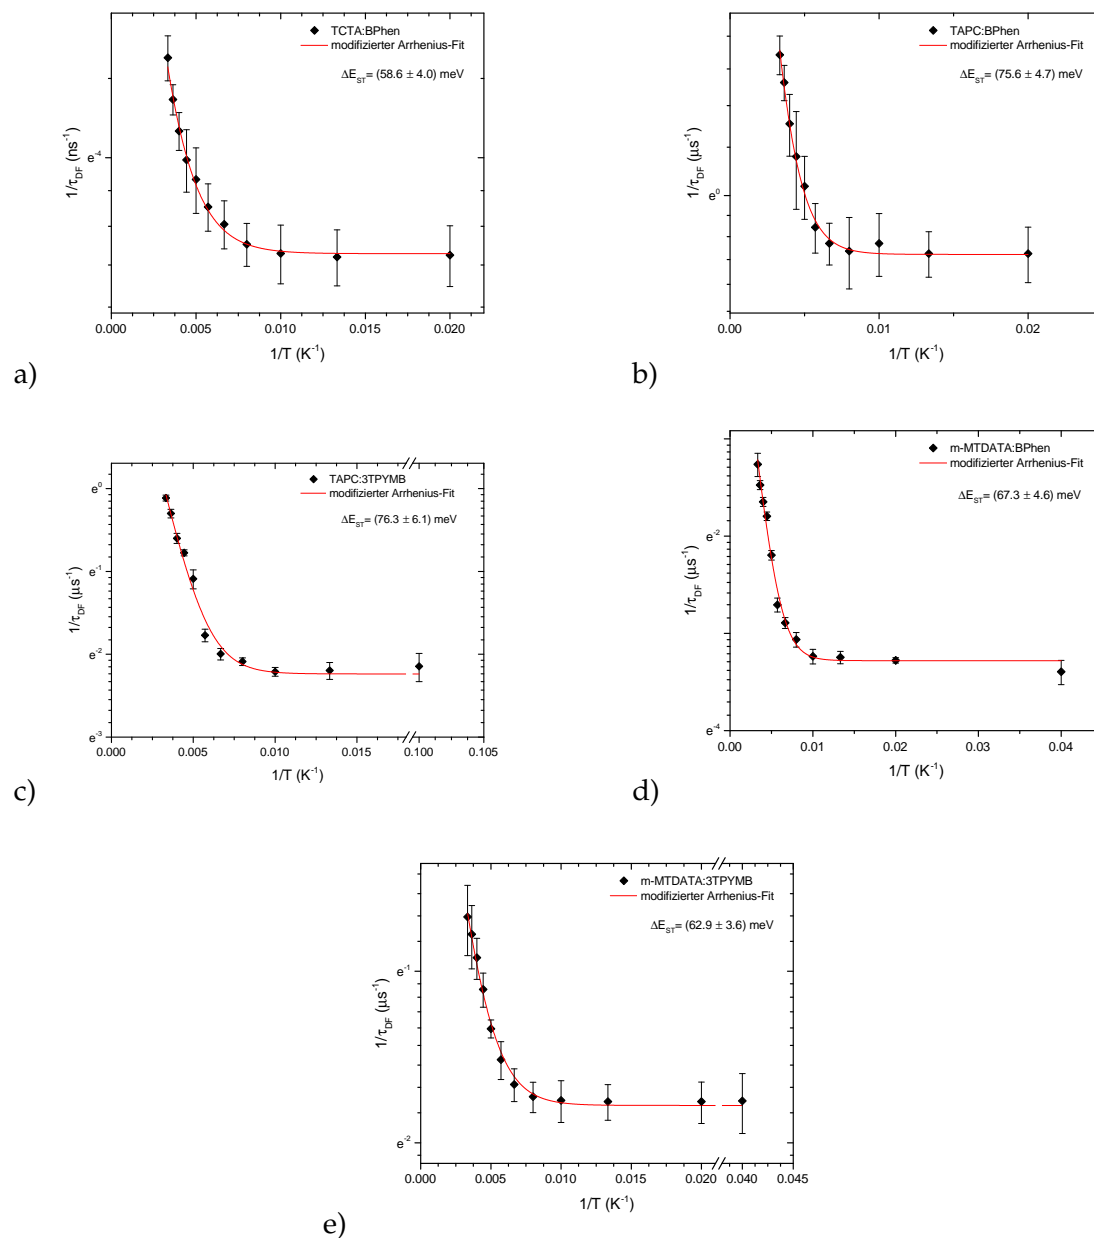 TCTA:BPhen
modifizierter Arrhenius-Fit
ΔE_ST= (58.6 ± 4.0) meV
1/τ_DF (ns⁻¹)
e⁻⁴
0.000 0.005 0.010 0.015 0.020
1/T (K⁻¹)
a)
TAPC:BPhen
modifizierter Arrhenius-Fit
ΔE_ST= (75.6 ± 4.7) meV
1/τ_DF (µs⁻¹)
e⁰
0.00 0.01 0.02
1/T (K⁻¹)
b)
TAPC:3TPYMB
modifizierter Arrhenius-Fit
ΔE_ST= (76.3 ± 6.1) meV
1/τ_DF (µs⁻¹)
e⁰
e⁻¹
e⁻²
e⁻³
0.000 0.005 0.010 0.015 0.100 0.105
1/T (K⁻¹)
c)
m-MTDATA:BPhen
modifizierter Arrhenius-Fit
ΔE_ST= (67.3 ± 4.6) meV
1/τ_DF (µs⁻¹)
e⁻²
e⁻⁴
0.00 0.01 0.02 0.03 0.04
1/T (K⁻¹)
d)
m-MTDATA:3TPYMB
modifizierter Arrhenius-Fit
ΔE_ST= (62.9 ± 3.6) meV
1/τ_DF (µs⁻¹)
e⁻¹
e⁻²
0.000 0.005 0.010 0.015 0.020 0.040 0.045
1/T (K⁻¹)
e)